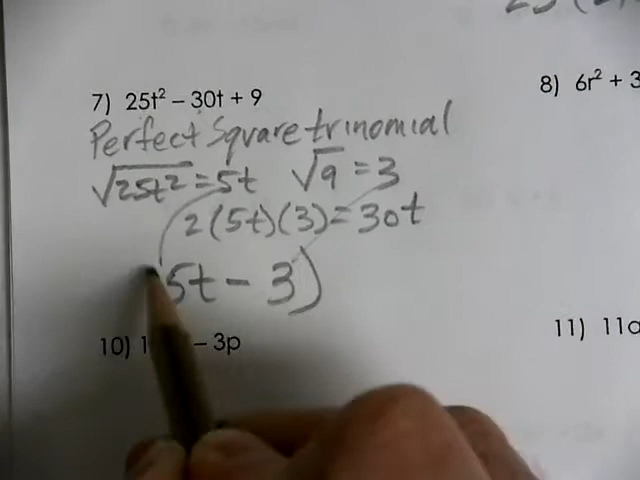 7) 25t² – 30t + 9
8) 6r² + 3
Perfect Square trinomial
√25t² = 5t √9 = 3
2(5t)(3) = 30t
5t – 3)
10) 1 – 3p
11) 11